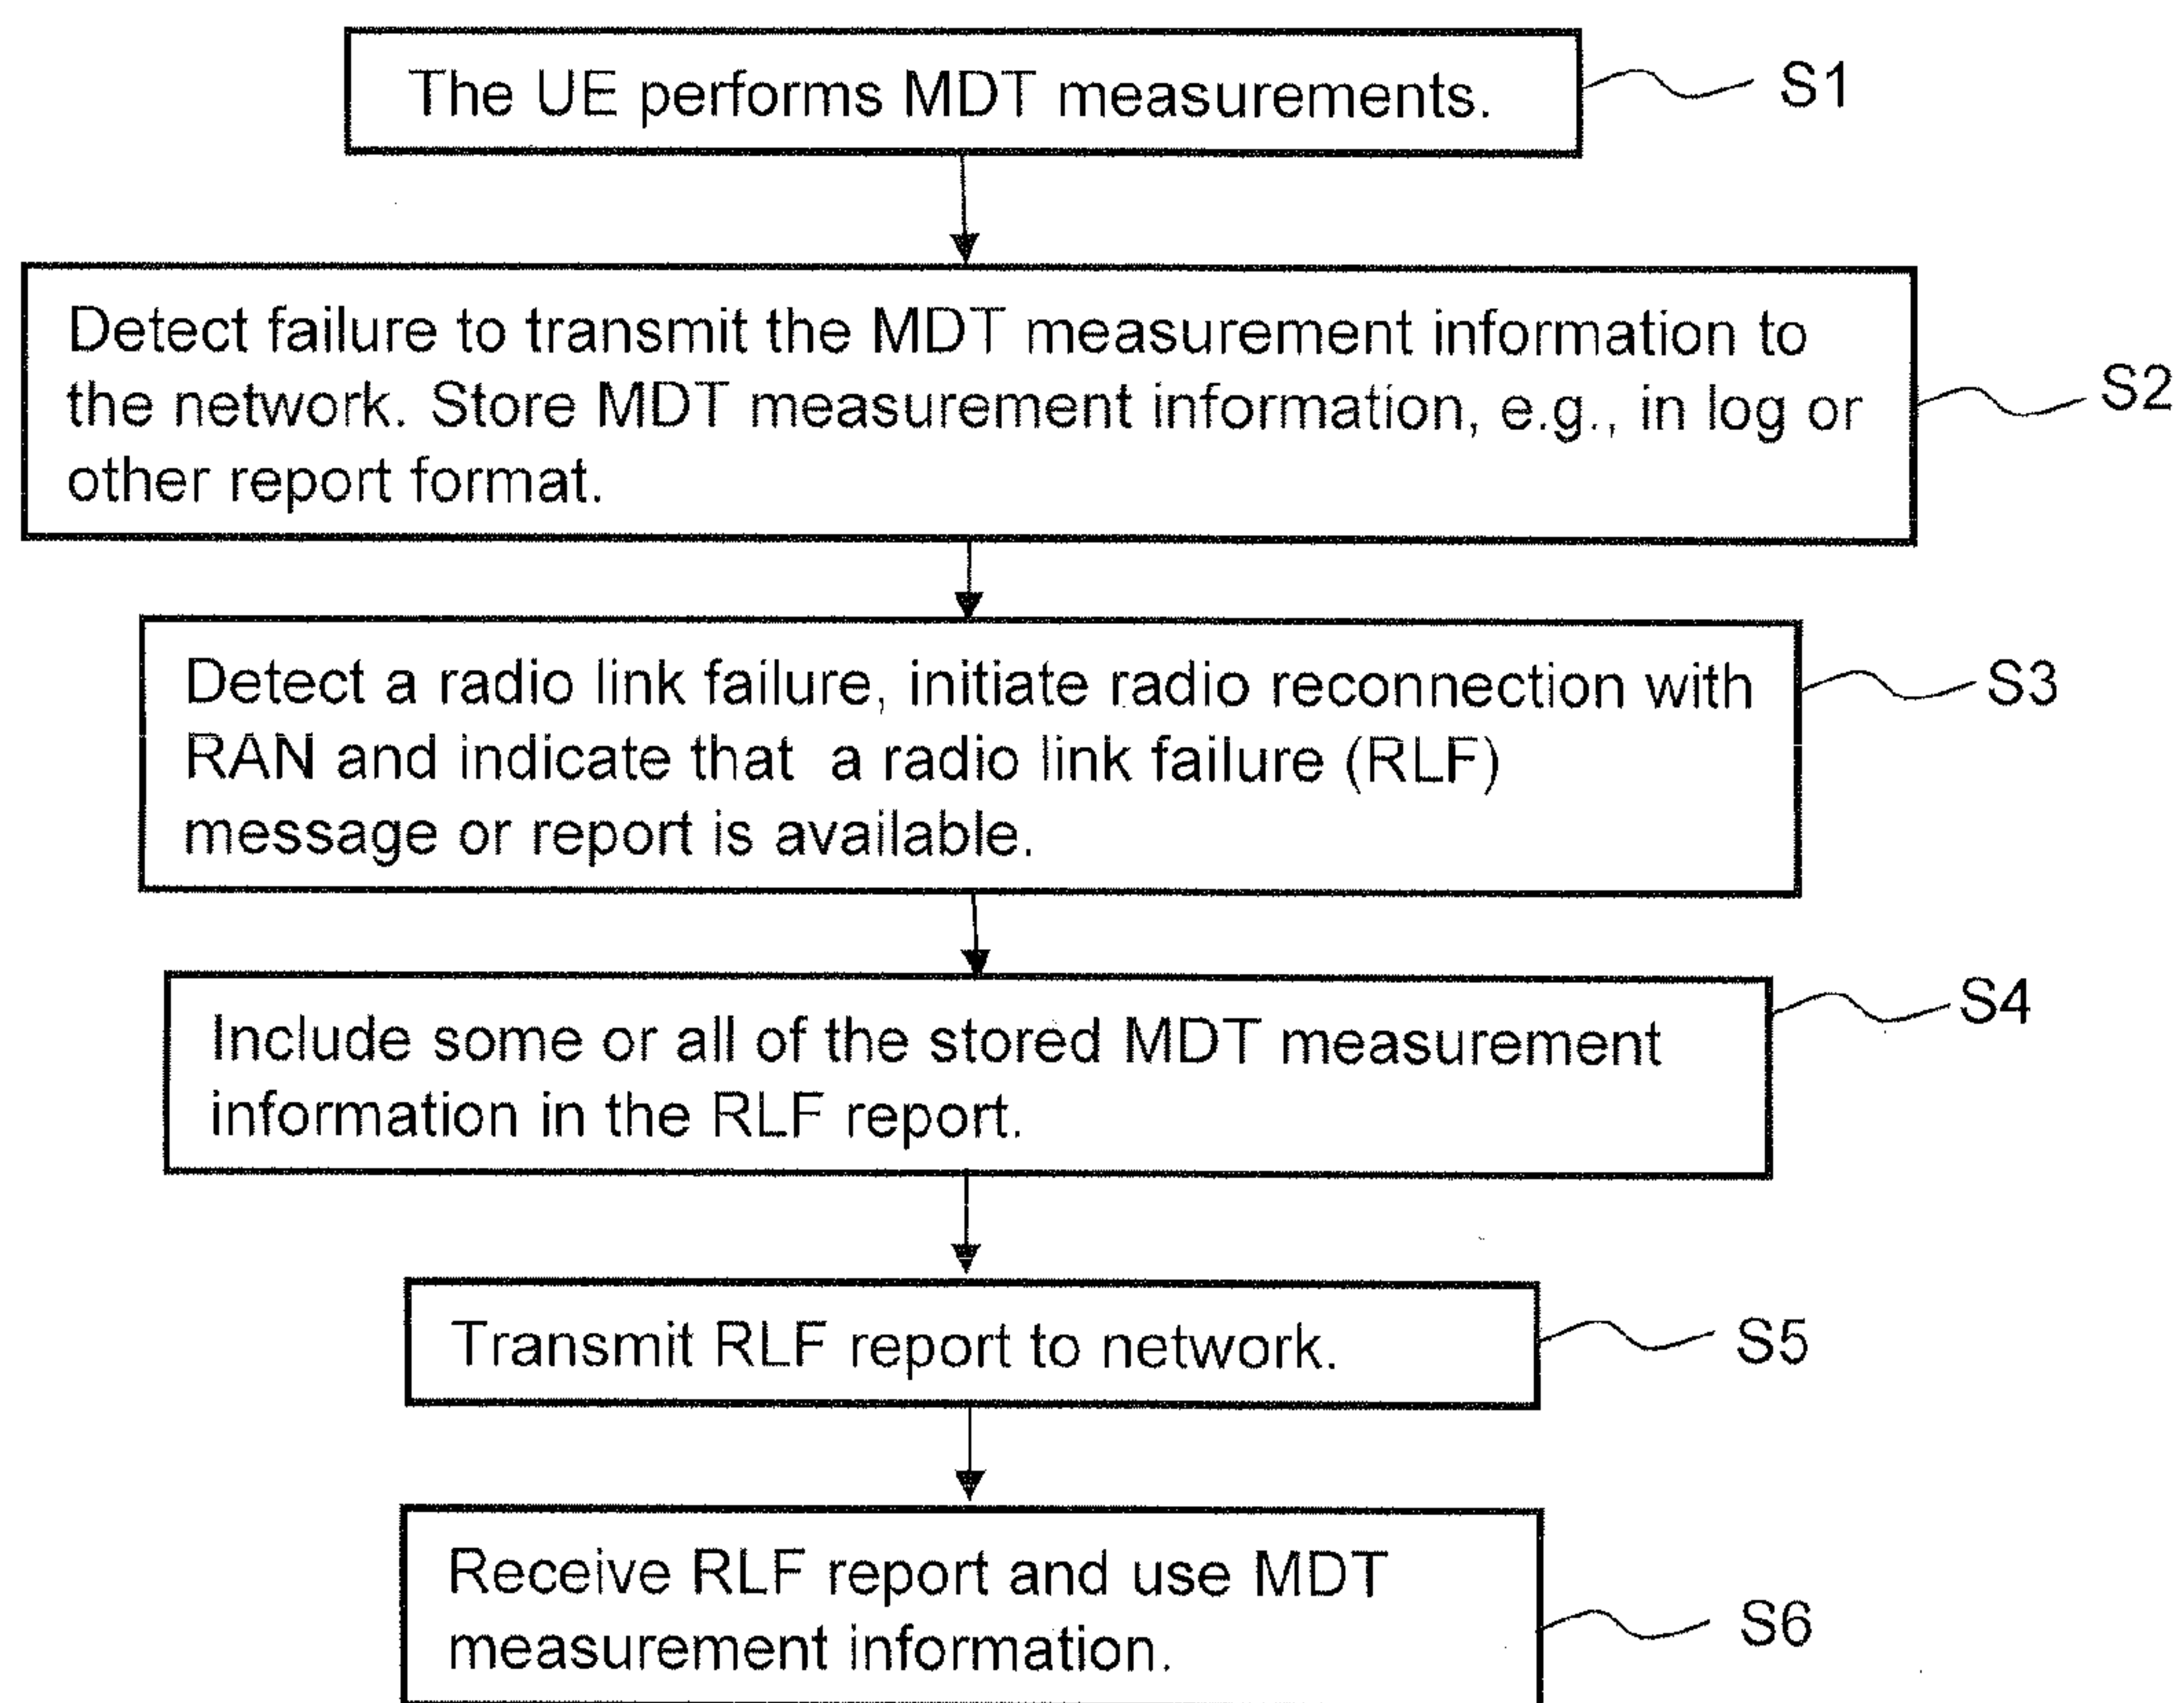 The UE performs MDT measurements.
S1
Detect failure to transmit the MDT measurement information to
the network. Store MDT measurement information, e.g., in log or
other report format.
S2
Detect a radio link failure, initiate radio reconnection with
RAN and indicate that a radio link failure (RLF)
message or report is available.
S3
Include some or all of the stored MDT measurement
information in the RLF report.
S4
Transmit RLF report to network.
S5
Receive RLF report and use MDT
measurement information.
S6